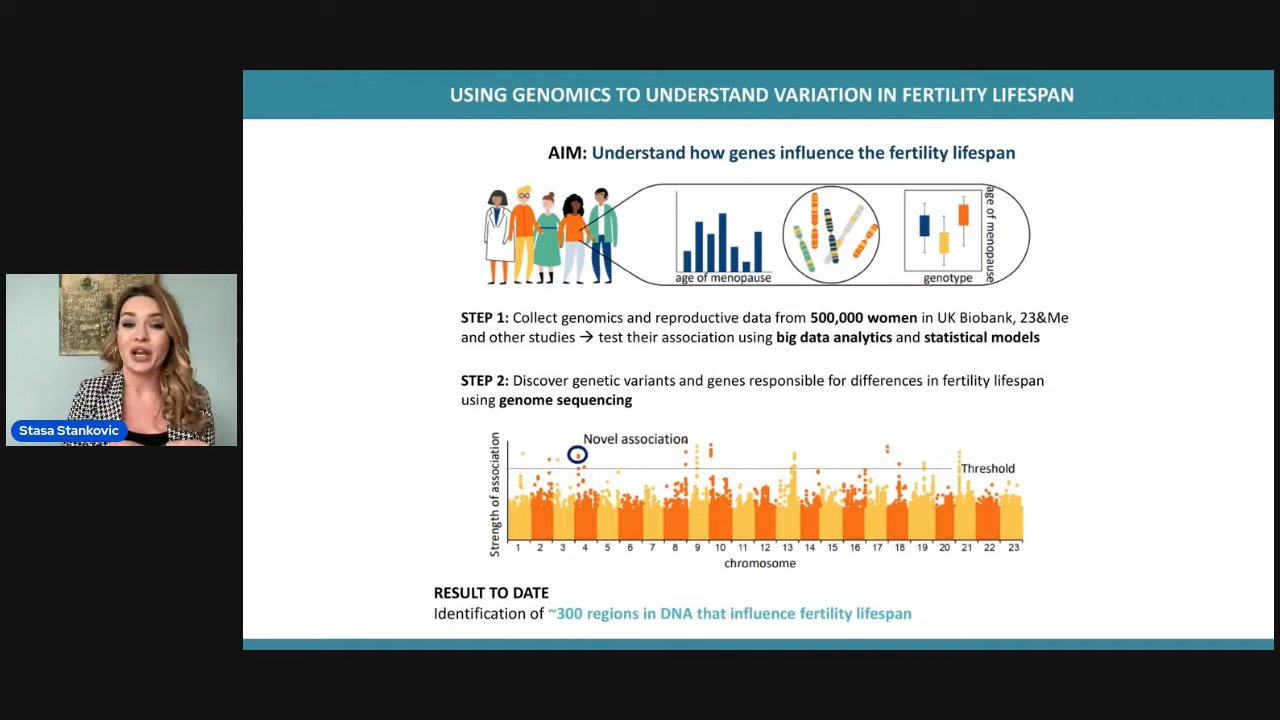 USING GENOMICS TO UNDERSTAND VARIATION IN FERTILITY LIFESPAN
AIM: Understand how genes influence the fertility lifespan
age of menopause
genotype
age of menopause
STEP 1: Collect genomics and reproductive data from 500,000 women in UK Biobank, 23&Me
and other studies → test their association using big data analytics and statistical models
STEP 2: Discover genetic variants and genes responsible for differences in fertility lifespan
using genome sequencing
Stasa Stankovic
Strength of association
Novel association
Threshold
1 2 3 4 5 6 7 8 9 10 11 12 13 14 15 16 17 18 19 20 21 22 23
chromosome
RESULT TO DATE
Identification of ~300 regions in DNA that influence fertility lifespan